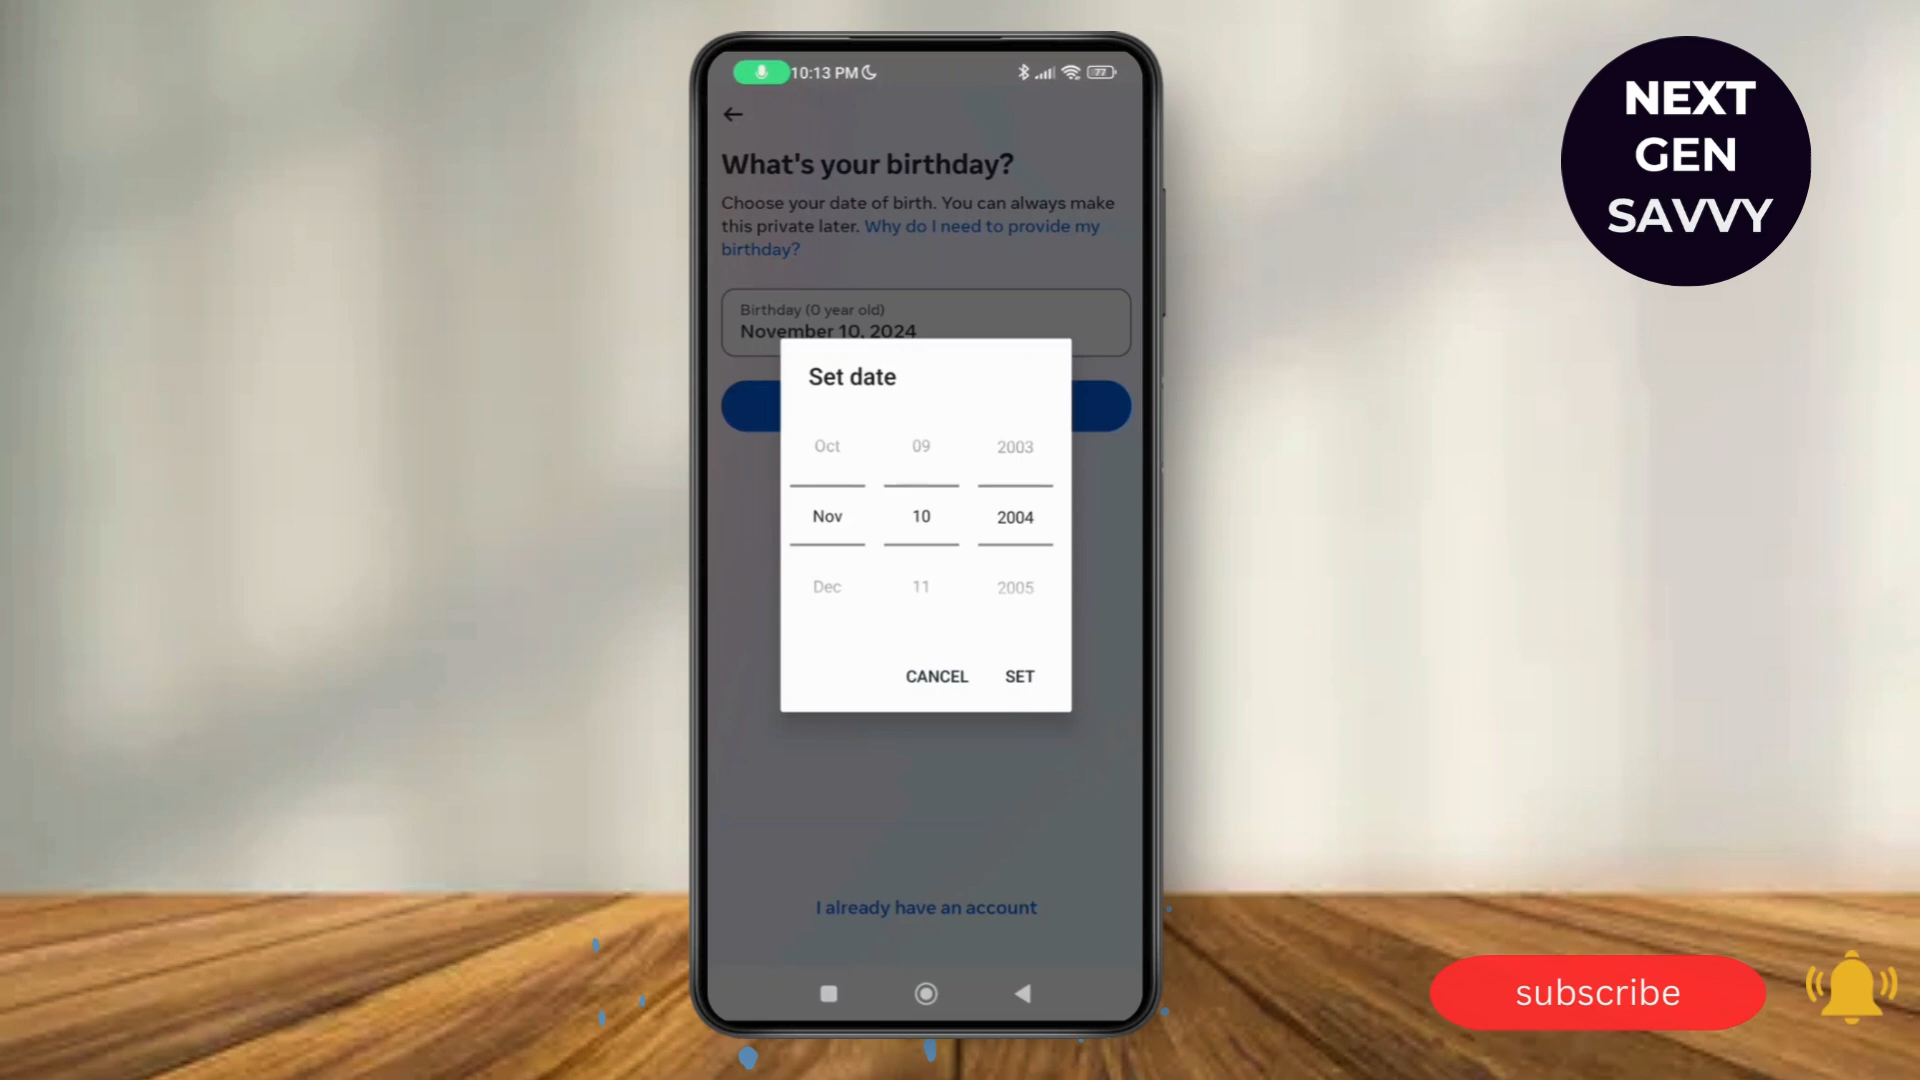 NEXT
GEN
SAVVY
10:13 PM
77
What's your birthday?
Choose your date of birth. You can always make
this private later. Why do I need to provide my
birthday?
Birthday (0 year old)
November 10, 2024
Set date
Oct 09 2003
Nov 10 2004
Dec 11 2005
CANCEL SET
I already have an account
subscribe